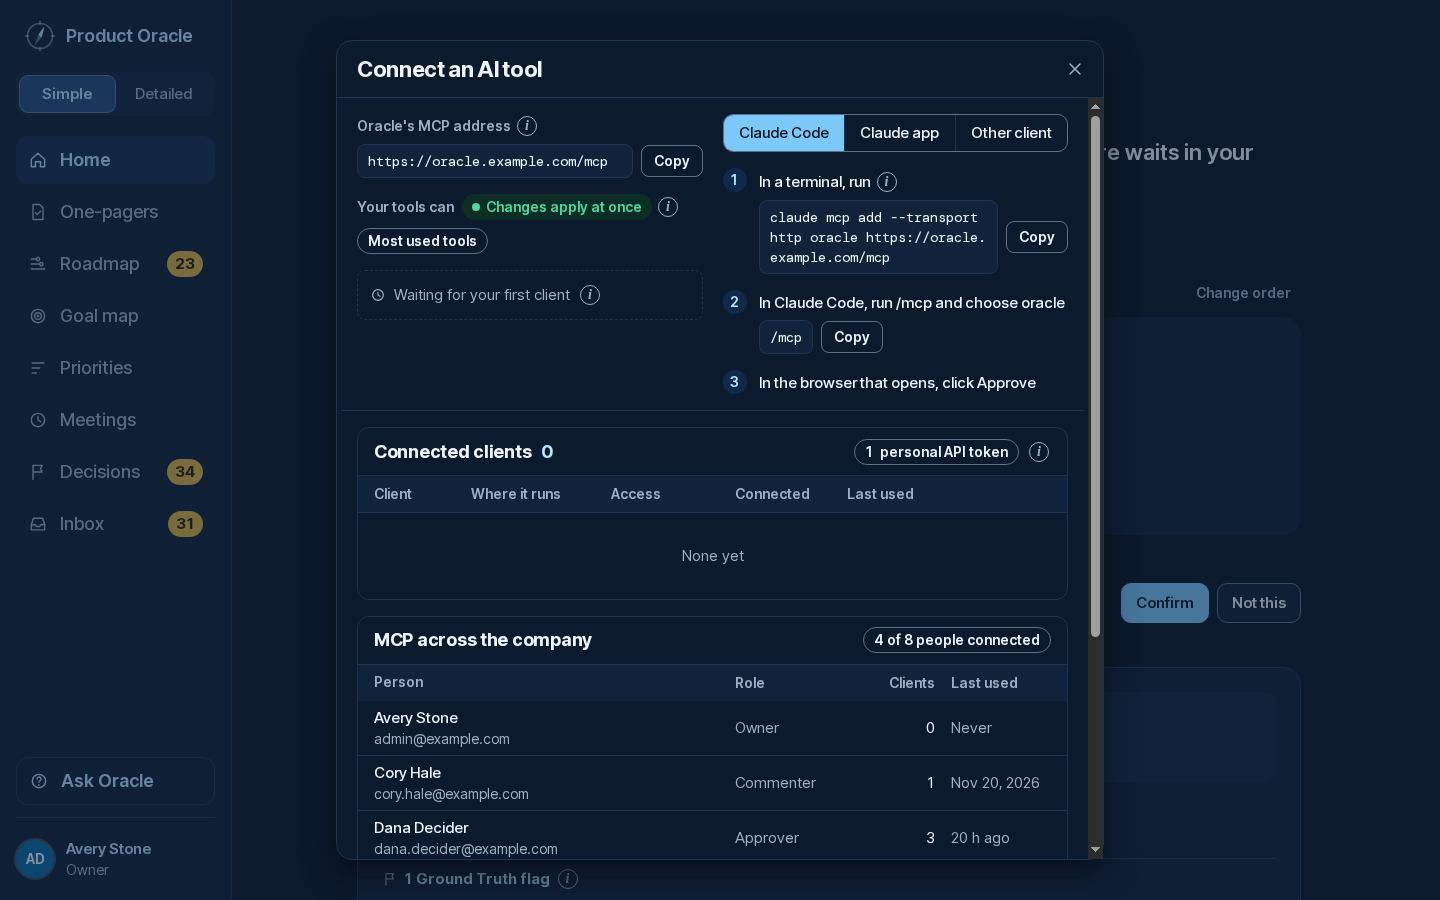 Product Oracle
Simple
Detailed
Home
One-pagers
Roadmap
23
Goal map
Priorities
Meetings
Decisions
34
Inbox
31
Ask Oracle
AD
Avery Stone
Owner
Connect an AI tool
Oracle's MCP address
https://oracle.example.com/mcp
Copy
Your tools can
Changes apply at once
Most used tools
Waiting for your first client
Claude Code
Claude app
Other client
1
In a terminal, run
claude mcp add --transport
http oracle https://oracle.
example.com/mcp
Copy
2
In Claude Code, run /mcp and choose oracle
/mcp
Copy
3
In the browser that opens, click Approve
Connected clients 0
1 personal API token
Client
Where it runs
Access
Connected
Last used
None yet
MCP across the company
4 of 8 people connected
Person
Role
Clients
Last used
Avery Stone
admin@example.com
Owner
0
Never
Cory Hale
cory.hale@example.com
Commenter
1
Nov 20, 2026
Dana Decider
dana.decider@example.com
Approver
3
20 h ago
waits in your
Change order
Confirm
Not this
1 Ground Truth flag